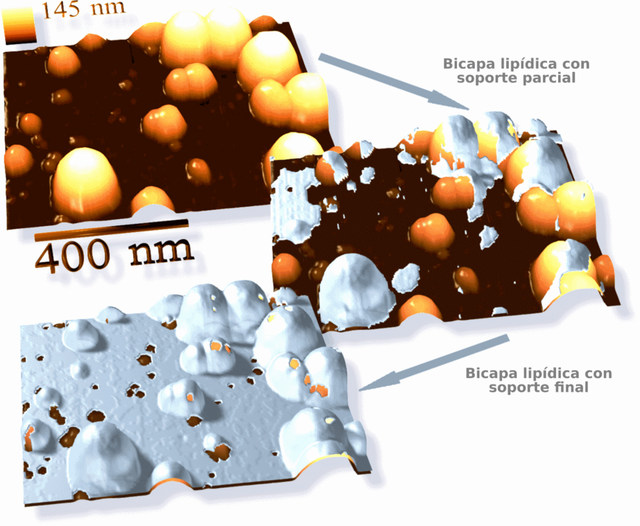 145 nm
Bicapa lipídica con
soporte parcial
400 nm
Bicapa lipídica con
soporte final